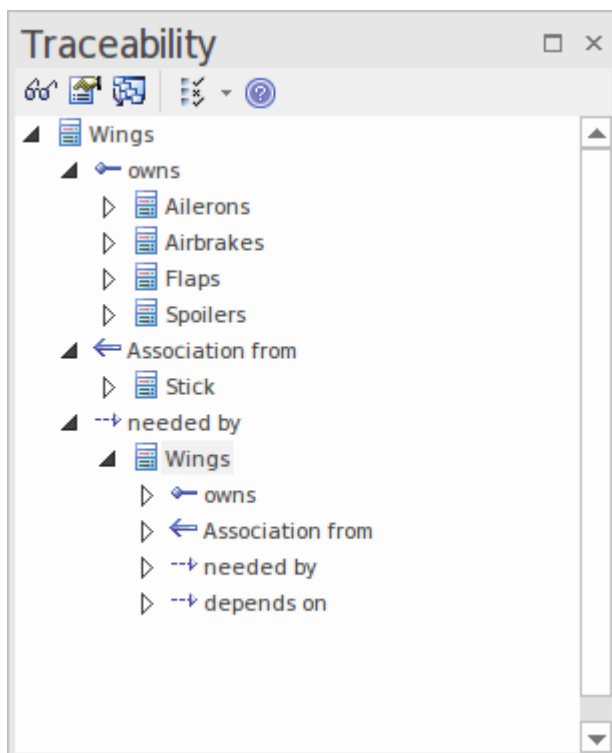 Traceability
Wings
owns
Ailerons
Airbrakes
Flaps
Spoilers
Association from
Stick
needed by
Wings
owns
Association from
needed by
depends on